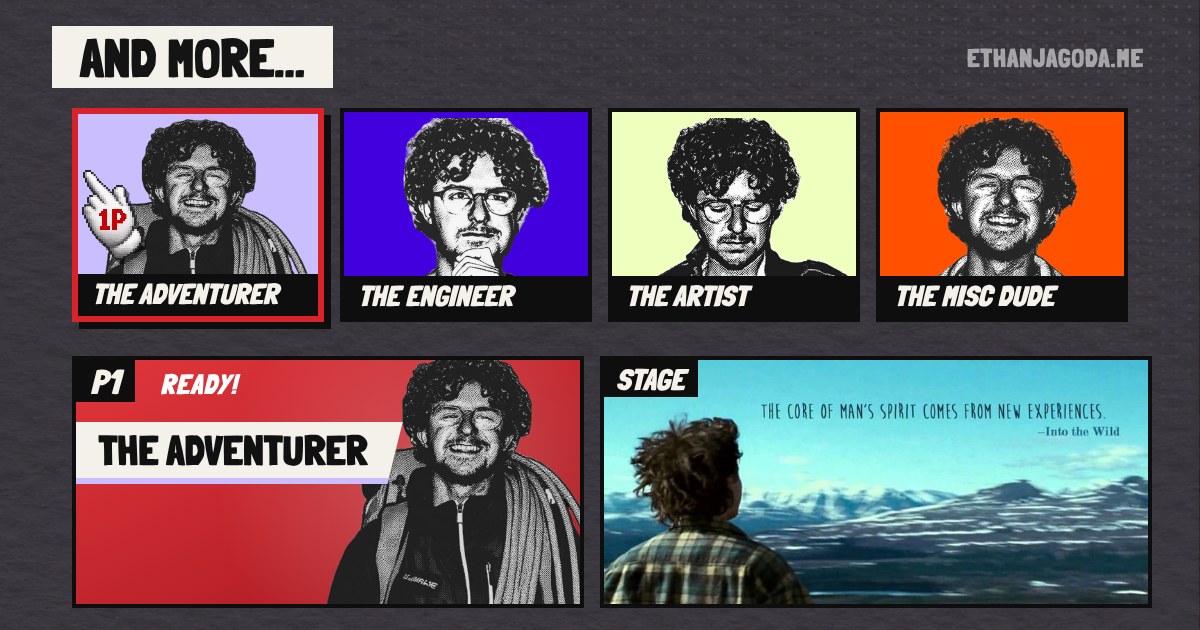 AND MORE...
ETHANJAGODA.ME
1P
THE ADVENTURER
THE ENGINEER
THE ARTIST
THE MISC DUDE
P1
READY!
THE ADVENTURER
STAGE
THE CORE OF MAN'S SPIRIT COMES FROM NEW EXPERIENCES.
–Into the Wild